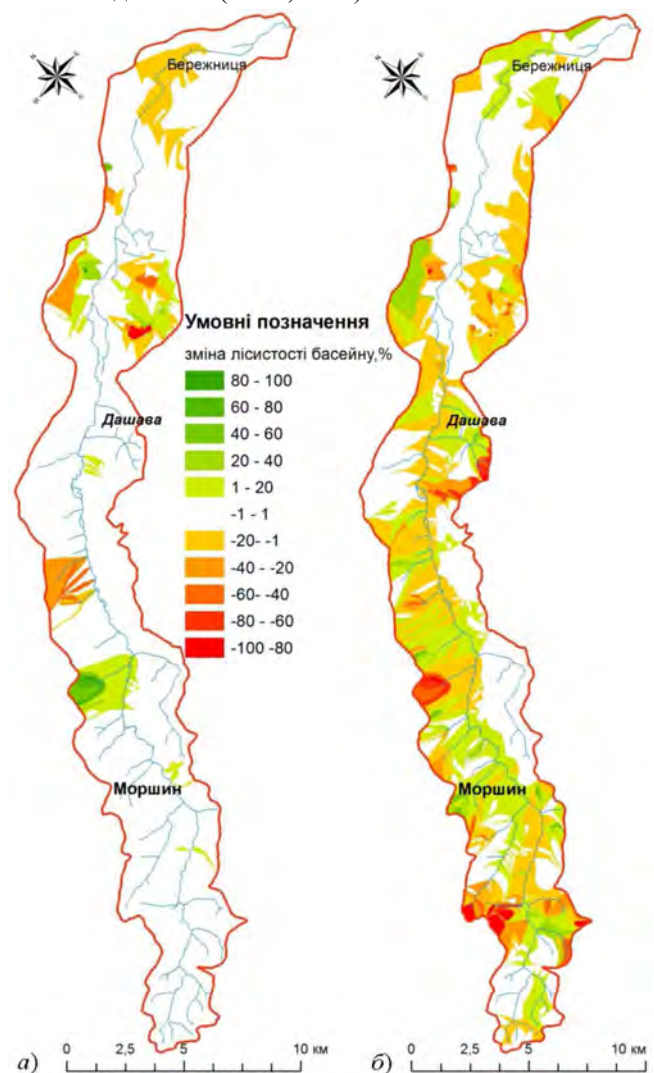 Бережниця
Бережниця
Умовні позначення
зміна лісистості басейну,%
80 - 100
60 - 80
40 - 60
20 - 40
1 - 20
-1 - 1
-20- -1
-40 - -20
-60- -40
-80 - -60
-100 -80
Дашава
Дашава
Моршин
Моршин
а) 0 2,5 5 10 км
б) 0 2,5 5 10 км